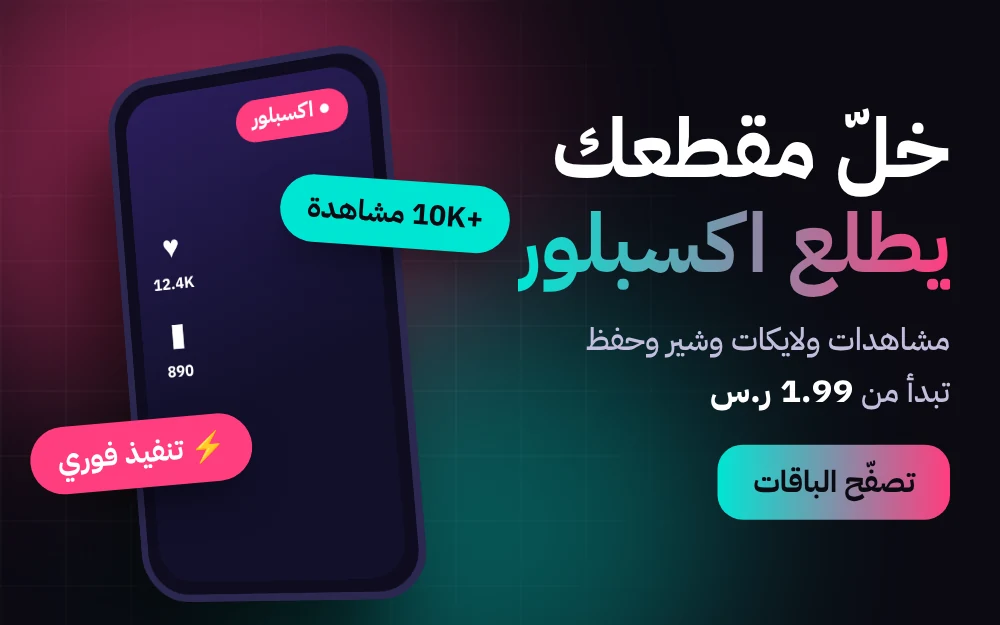 خلّ مقطعك
يطلع اكسبلور
مشاهدات ولايكات وشير وحفظ
تبدأ من 1.99 ر.س
تصفّح الباقات
• اكسبلور
+10K مشاهدة
12.4K
890
⚡ تنفيذ فوري